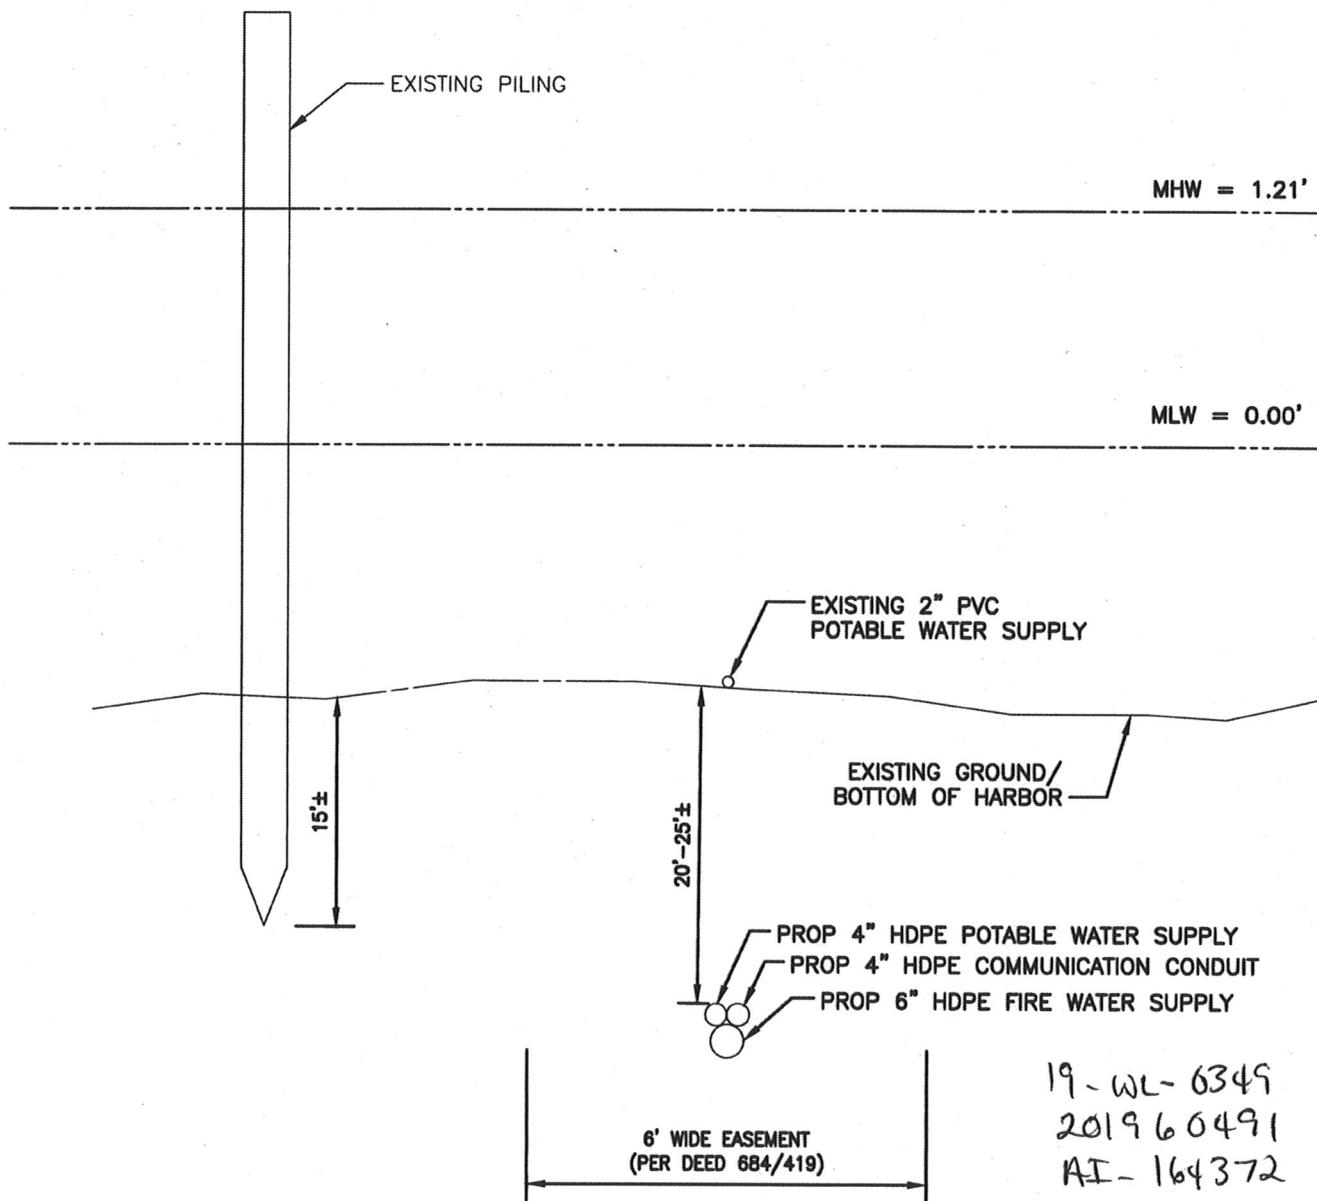 EXISTING PILING
MHW = 1.21'
MLW = 0.00'
EXISTING 2" PVC
POTABLE WATER SUPPLY
EXISTING GROUND/
BOTTOM OF HARBOR
15'±
20'-25'±
PROP 4" HDPE POTABLE WATER SUPPLY
PROP 4" HDPE COMMUNICATION CONDUIT
PROP 6" HDPE FIRE WATER SUPPLY
6' WIDE EASEMENT
(PER DEED 684/419)
19-WL-0349
201960491
AI-164372